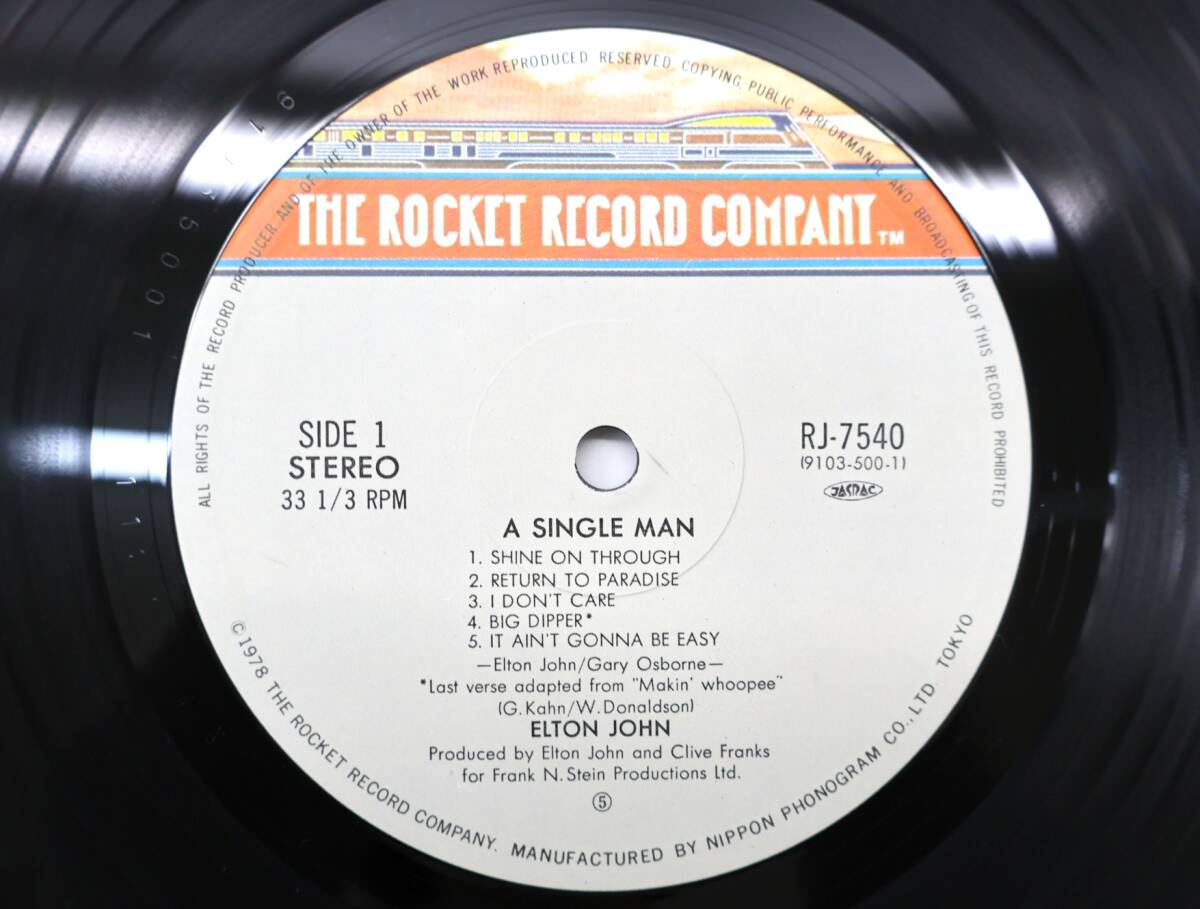 ALL RIGHTS OF THE RECORD PRODUCER AND OF THE OWNER OF THE WORK REPRODUCED RESERVED. COPYING, PUBLIC PERFORMANCE AND BROADCASTING OF THIS RECORD PROHIBITED
THE ROCKET RECORD COMPANY TM
SIDE 1
STEREO
33 1/3 RPM
RJ-7540
(9103-500-1)
JASRAC
A SINGLE MAN
1. SHINE ON THROUGH
2. RETURN TO PARADISE
3. I DON'T CARE
4. BIG DIPPER*
5. IT AIN'T GONNA BE EASY
—Elton John/Gary Osborne—
*Last verse adapted from "Makin' whoopee"
(G.Kahn/W.Donaldson)
ELTON JOHN
Produced by Elton John and Clive Franks
for Frank N.Stein Productions Ltd.
⑤
©1978 THE ROCKET RECORD COMPANY. MANUFACTURED BY NIPPON PHONOGRAM CO., LTD. TOKYO